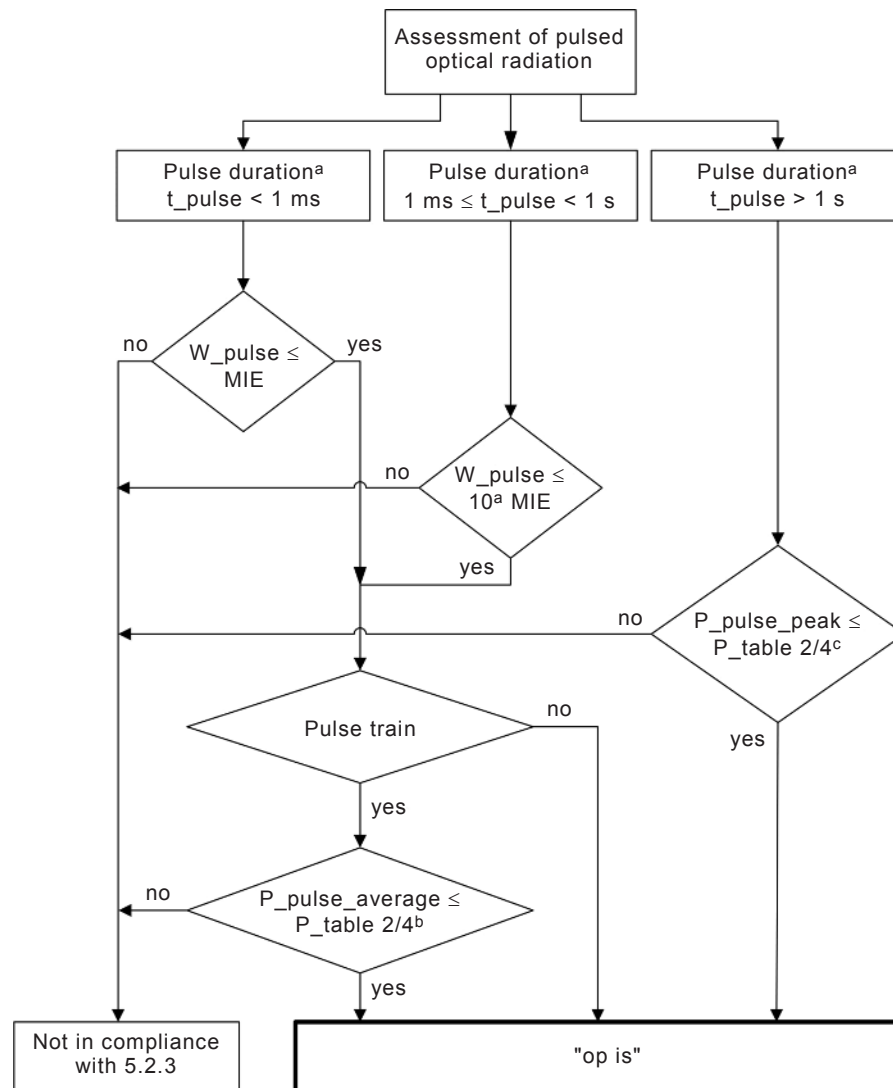 Assessment of pulsed
optical radiation
Pulse durationᵃ
t_pulse < 1 ms
Pulse durationᵃ
1 ms ≤ t_pulse < 1 s
Pulse durationᵃ
t_pulse > 1 s
no
W_pulse ≤
MIE
yes
no
W_pulse ≤
10ᵃ MIE
yes
no
P_pulse_peak ≤
P_table 2/4ᶜ
yes
Pulse train
no
yes
no
P_pulse_average ≤
P_table 2/4ᵇ
yes
Not in compliance
with 5.2.3
"op is"